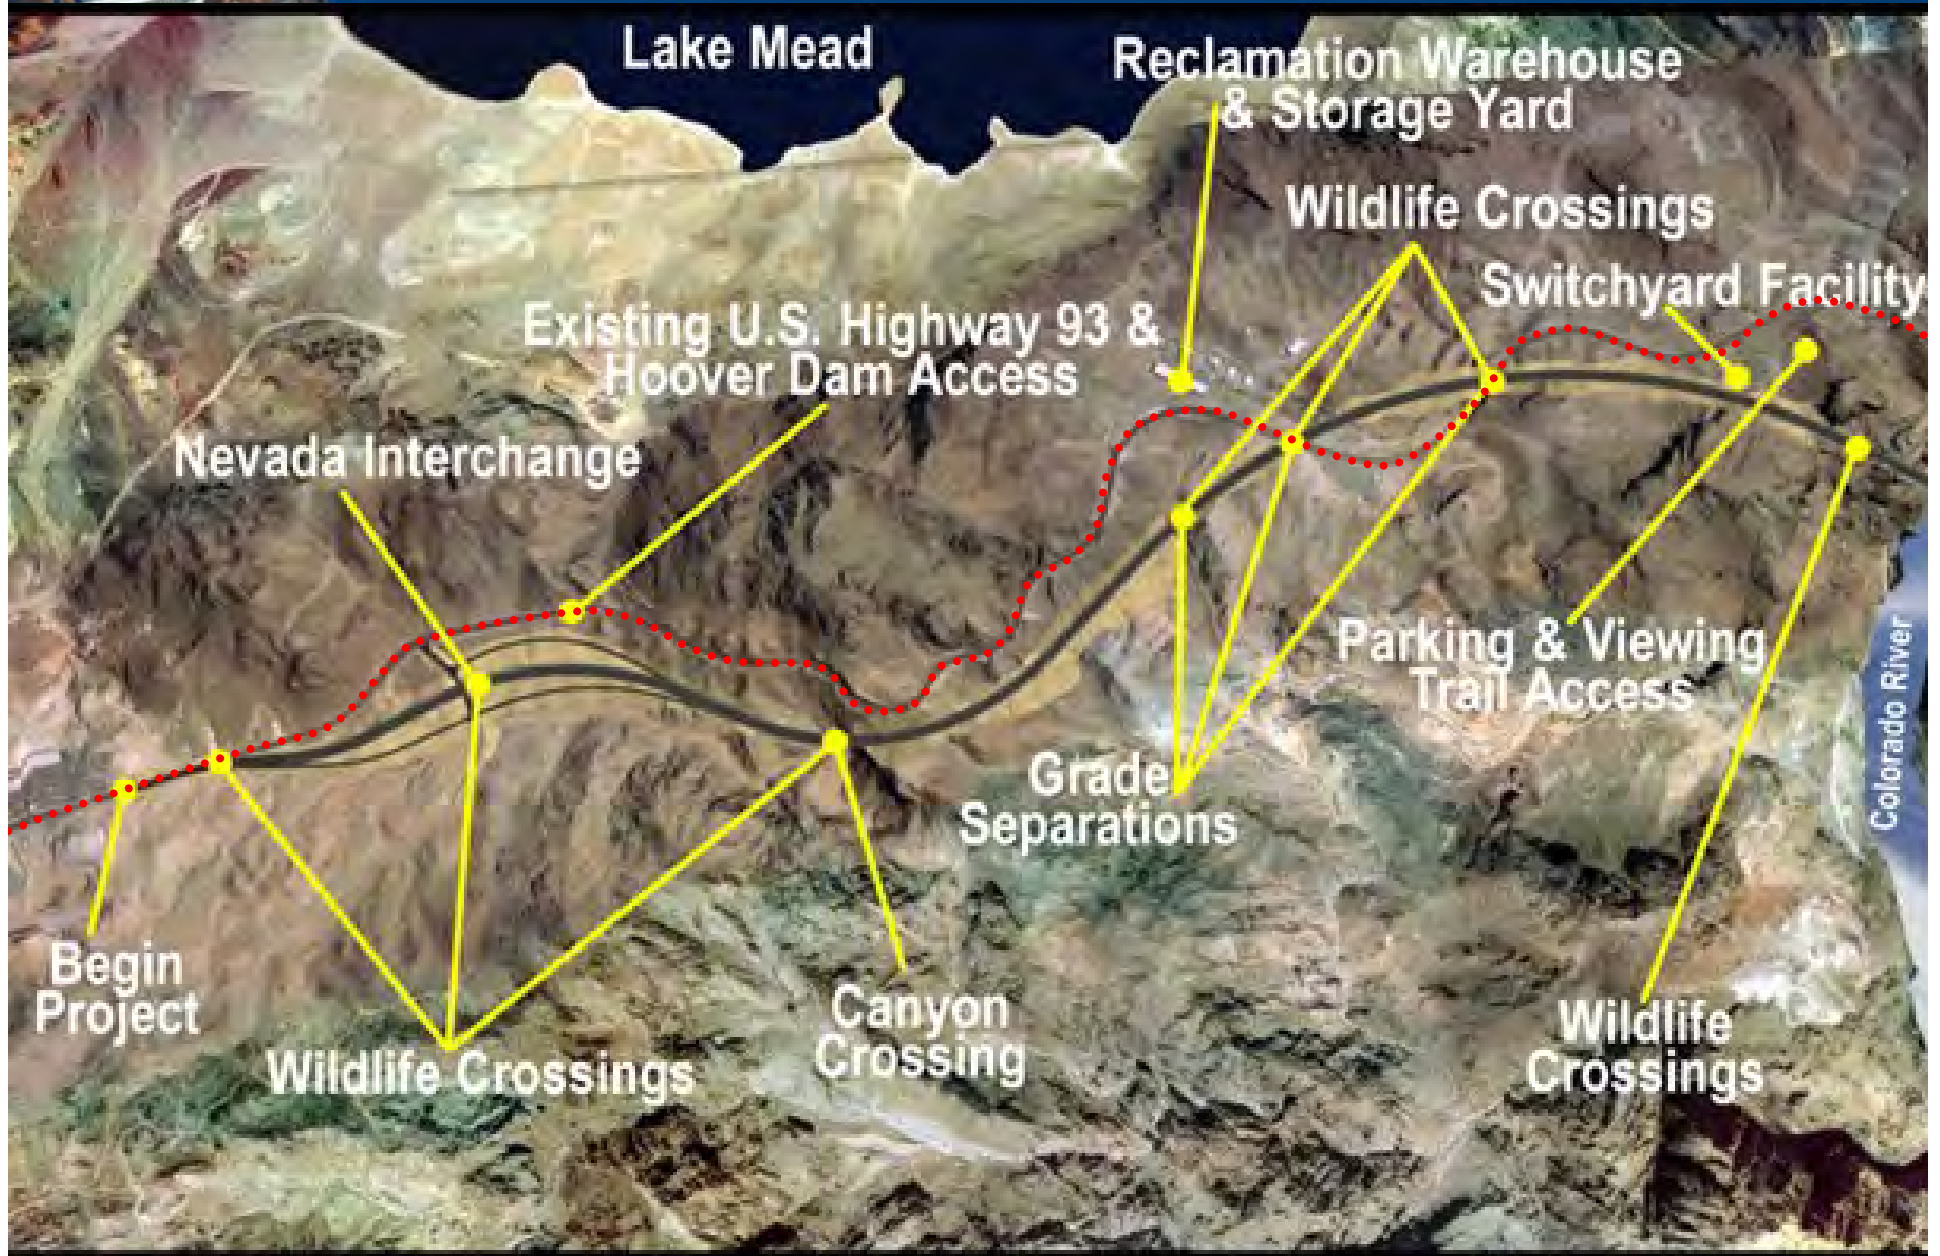 Lake Mead
Reclamation Warehouse
& Storage Yard
Wildlife Crossings
Switchyard Facility
Existing U.S. Highway 93 &
Hoover Dam Access
Nevada Interchange
Parking & Viewing
Trail Access
Colorado River
Grade
Separations
Begin
Project
Canyon
Crossing
Wildlife
Crossings
Wildlife Crossings